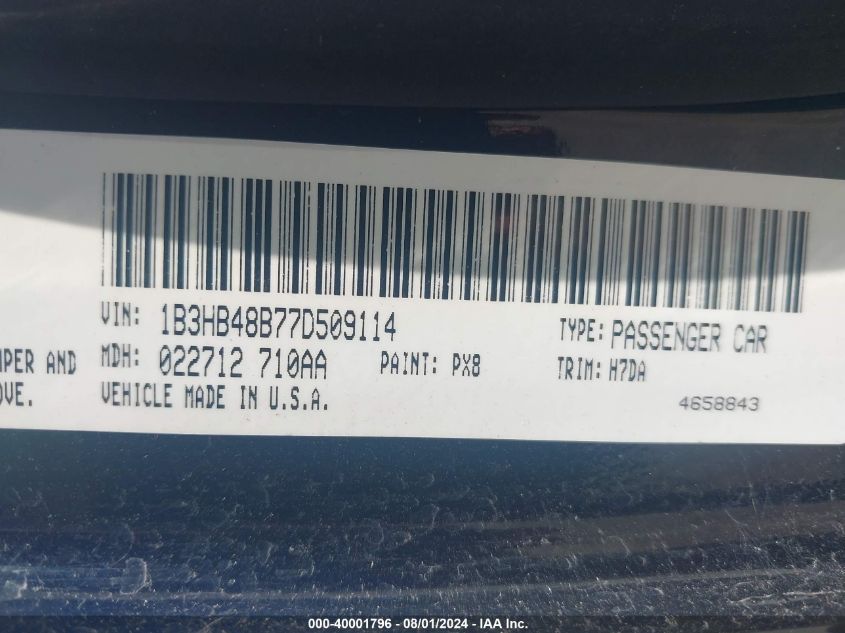 VIN: 1B3HB48B77D509114
TYPE: PASSENGER CAR
MPER AND
MDH: 022712 710AA
PAINT: PX8
TRIM: H7DA
OVE.
VEHICLE MADE IN U.S.A.
4658843
000-40001796 - 08/01/2024 - IAA Inc.